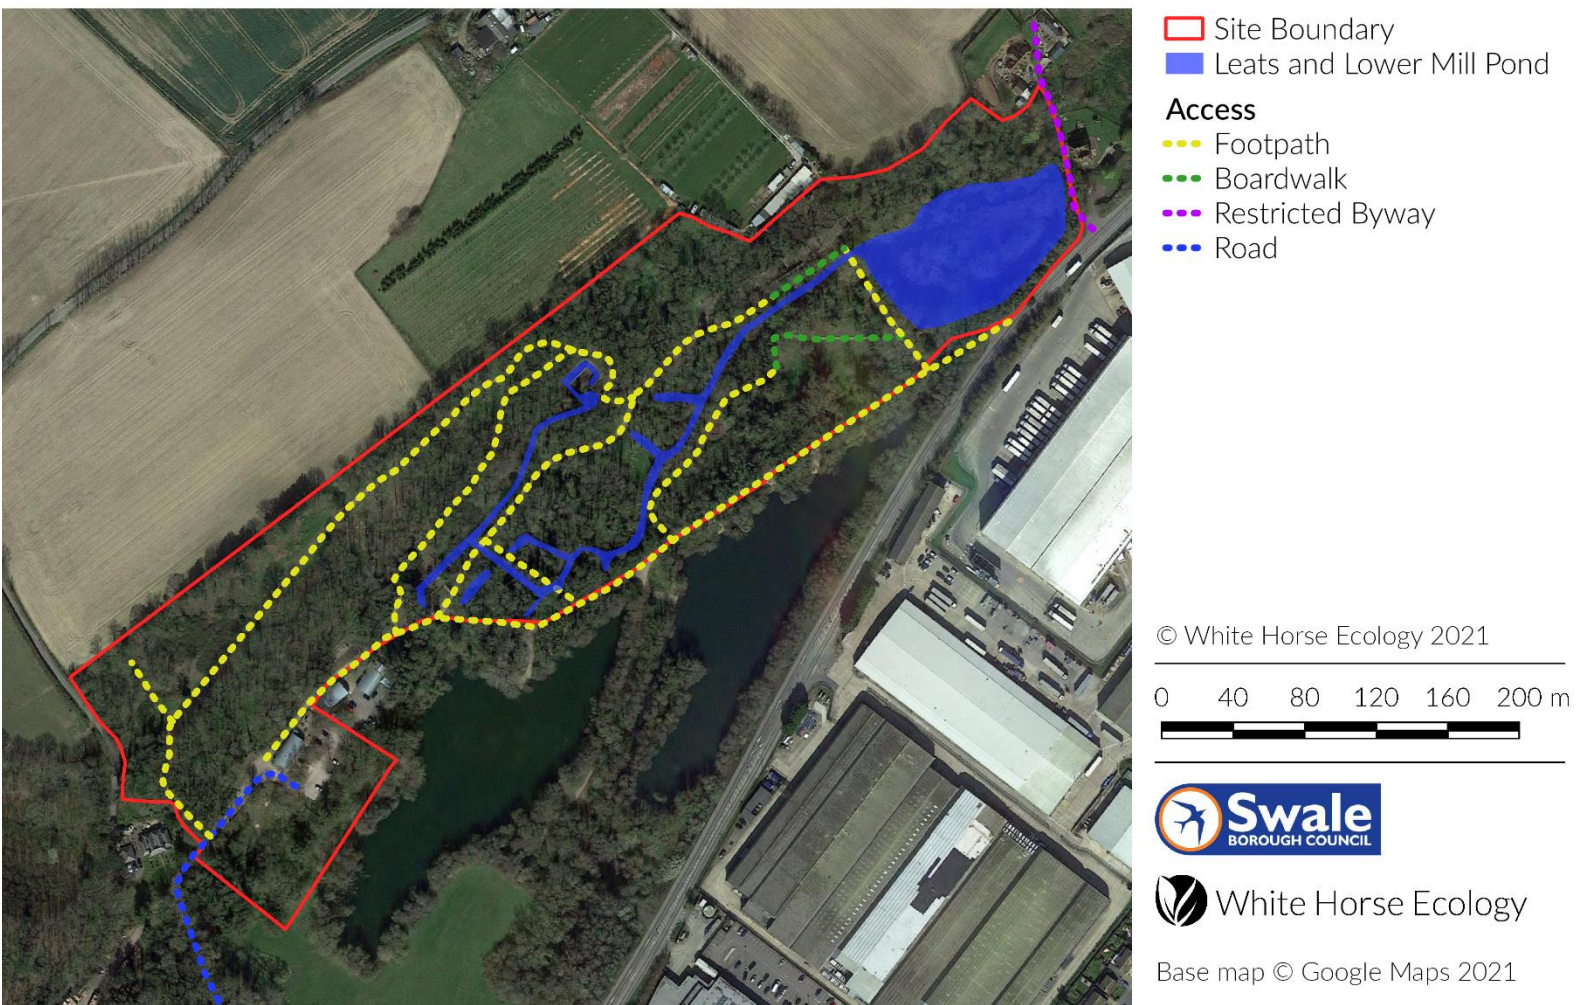 Site Boundary
Leats and Lower Mill Pond
Access
Footpath
Boardwalk
Restricted Byway
Road
© White Horse Ecology 2021
0 40 80 120 160 200 m
Swale
BOROUGH COUNCIL
White Horse Ecology
Base map © Google Maps 2021